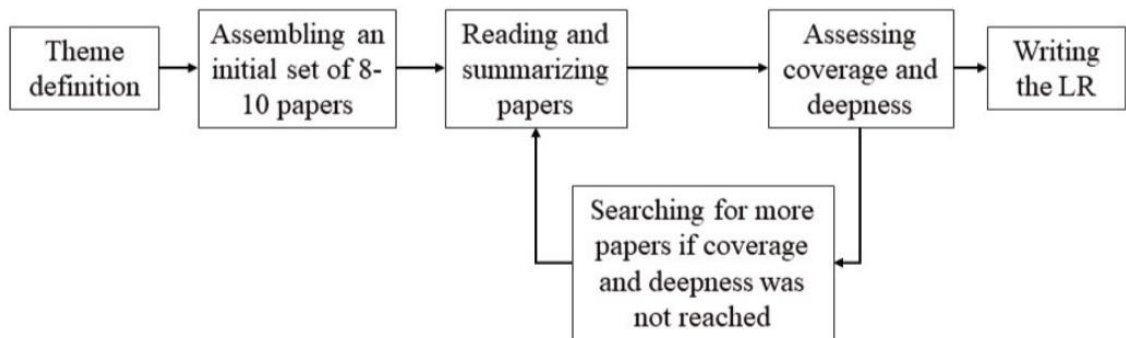 Theme
definition
Assembling an
initial set of 8-
10 papers
Reading and
summarizing
papers
Assessing
coverage and
deepness
Writing
the LR
Searching for more
papers if coverage
and deepness was
not reached